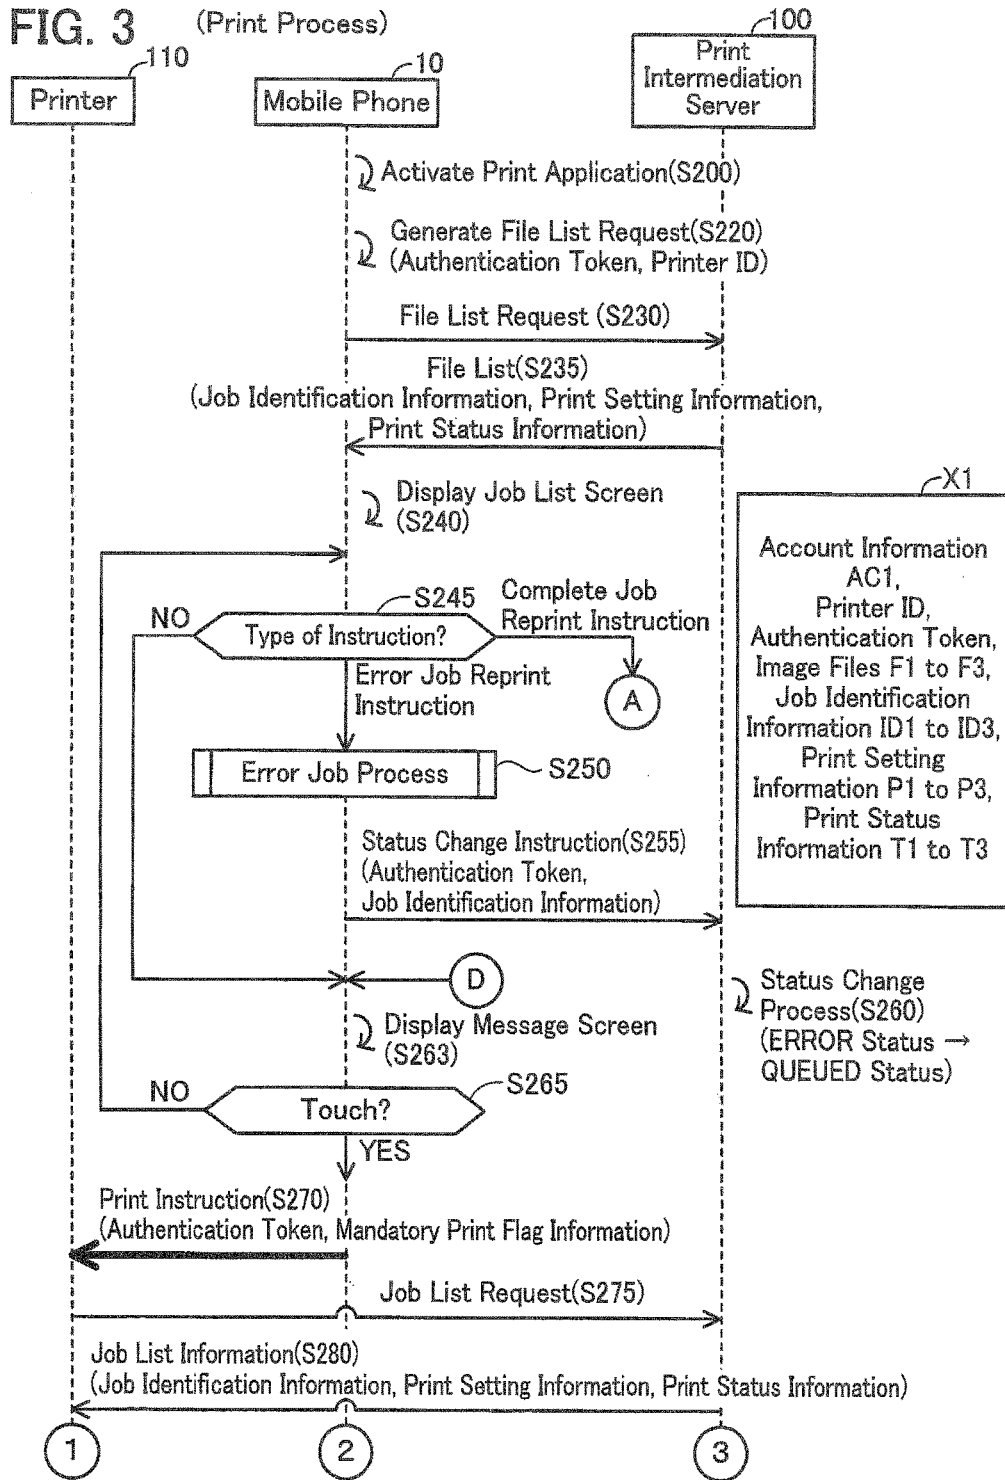 FIG. 3 (Print Process)
110
10
100
Printer
Mobile Phone
Print
Intermediation
Server
Activate Print Application(S200)
Generate File List Request(S220)
(Authentication Token, Printer ID)
File List Request (S230)
File List(S235)
(Job Identification Information, Print Setting Information,
Print Status Information)
Display Job List Screen
(S240)
X1
Account Information
AC1,
Printer ID,
Authentication Token,
Image Files F1 to F3,
Job Identification
Information ID1 to ID3,
Print Setting
Information P1 to P3,
Print Status
Information T1 to T3
NO
S245
Type of Instruction?
Complete Job
Reprint Instruction
A
Error Job Reprint
Instruction
Error Job Process
S250
Status Change Instruction(S255)
(Authentication Token,
Job Identification Information)
D
Status Change
Process(S260)
(ERROR Status →
QUEUED Status)
Display Message Screen
(S263)
NO
S265
Touch?
YES
Print Instruction(S270)
(Authentication Token, Mandatory Print Flag Information)
Job List Request(S275)
Job List Information(S280)
(Job Identification Information, Print Setting Information, Print Status Information)
1
2
3